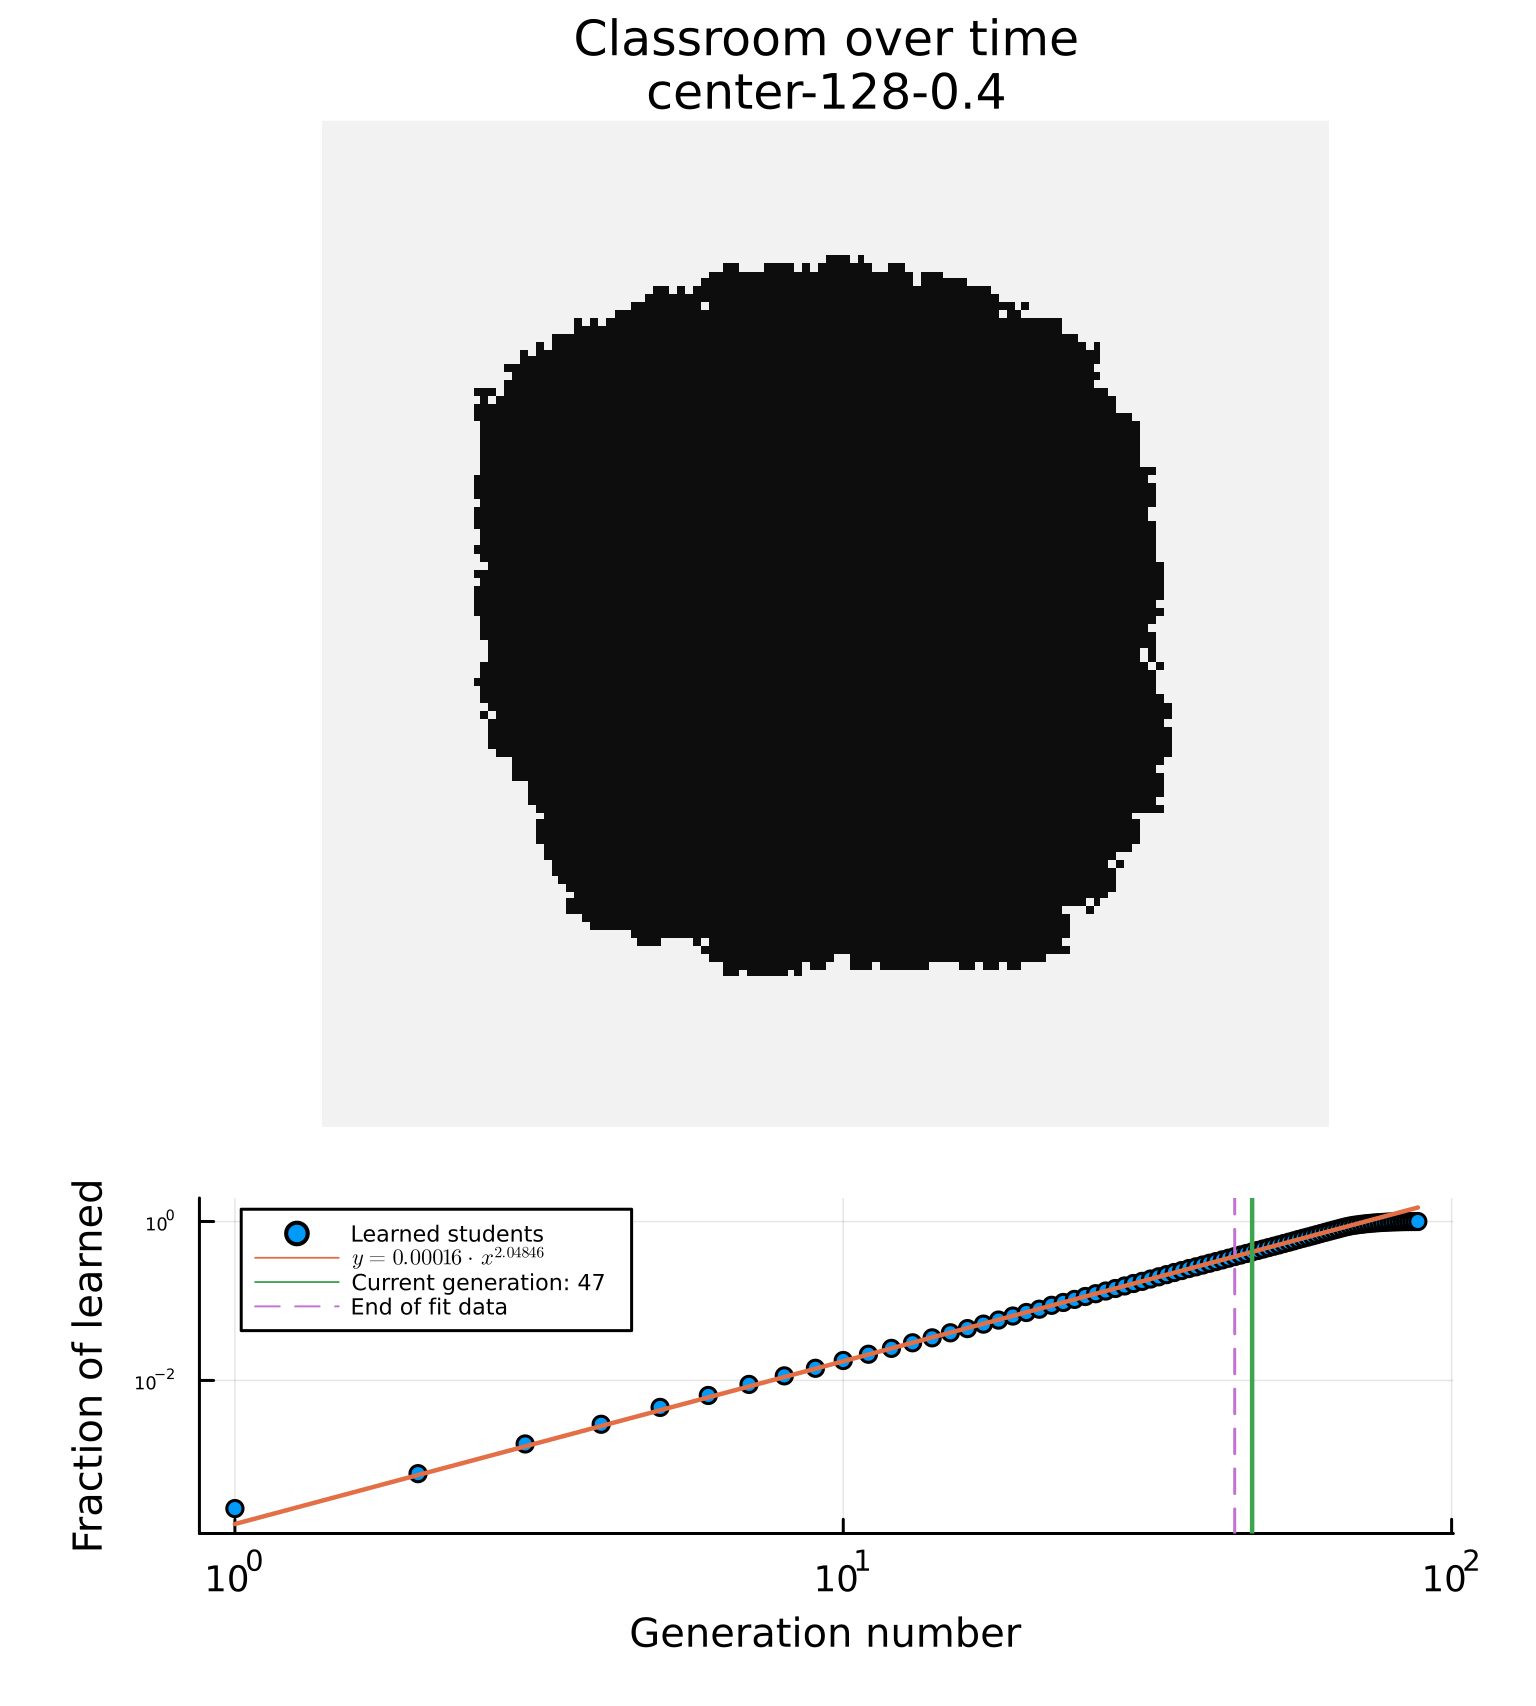 Classroom over time
center-128-0.4
Fraction of learned
10^0
10^-2
Learned students
y = 0.00016 · x^2.04846
Current generation: 47
End of fit data
10^0 10^1 10^2
Generation number